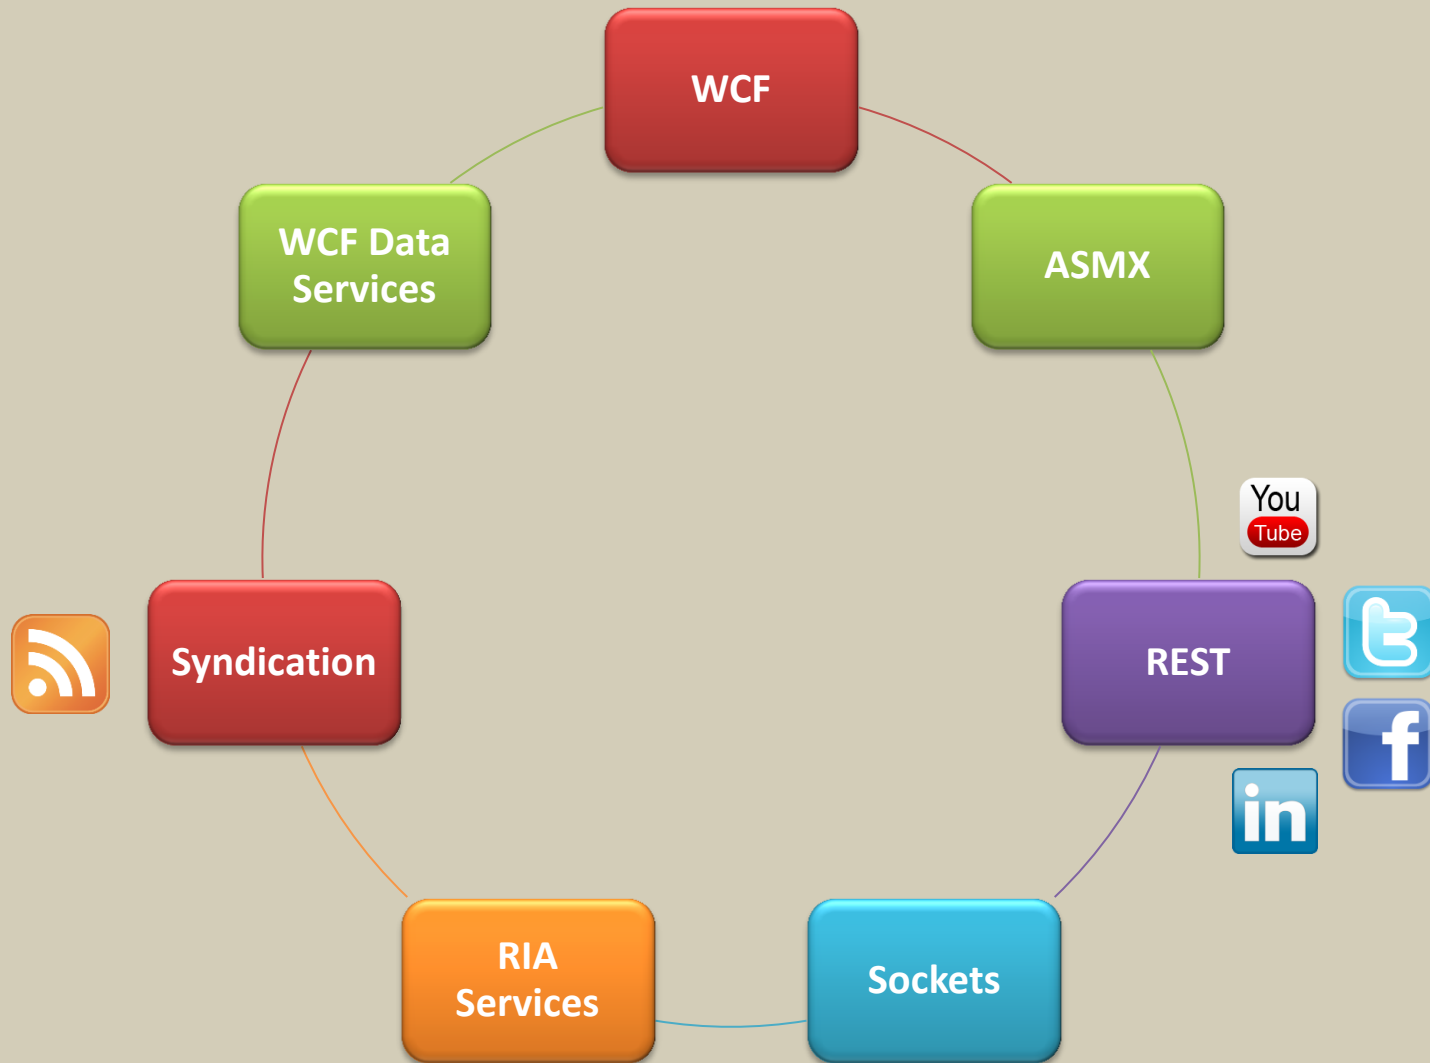 WCF
WCF Data
Services
ASMX
You
Tube
Syndication
REST
t
f
in
RIA
Services
Sockets